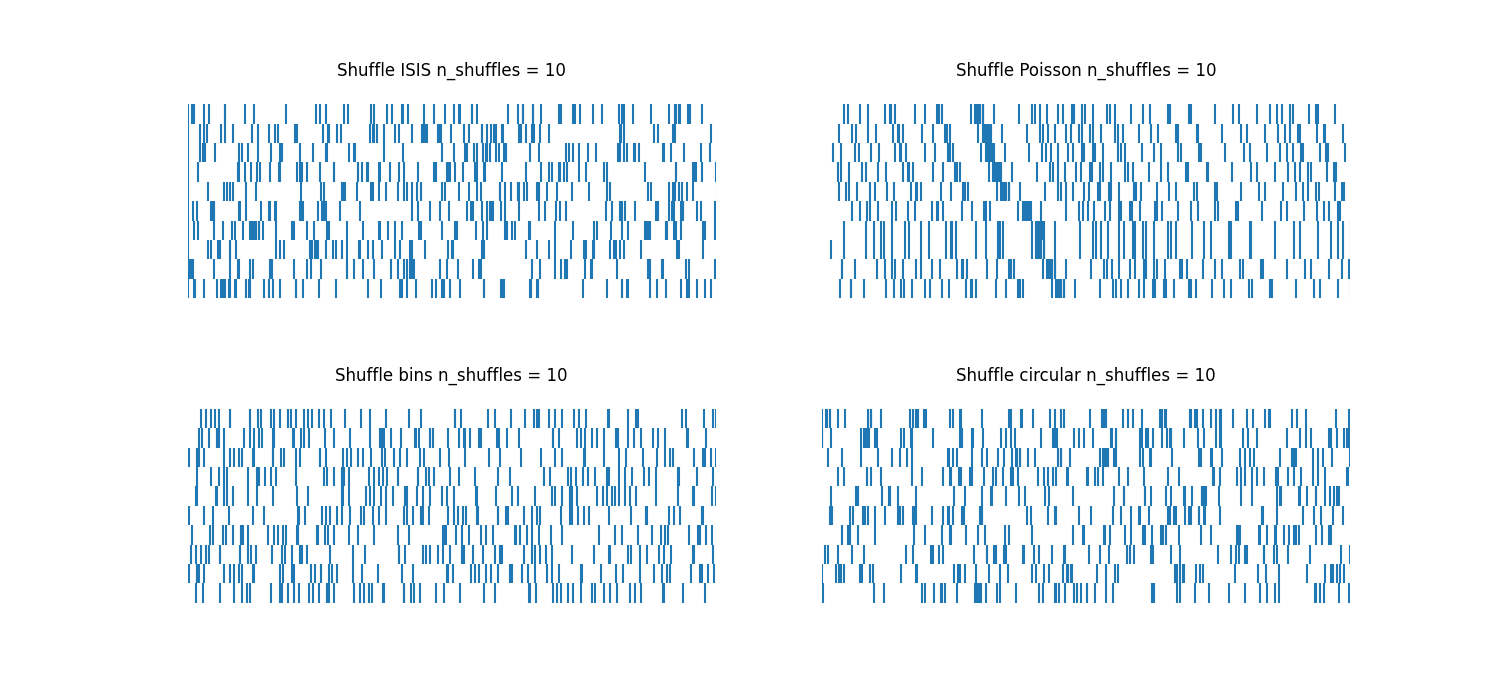 Shuffle ISIS n_shuffles = 10
Shuffle Poisson n_shuffles = 10
Shuffle bins n_shuffles = 10
Shuffle circular n_shuffles = 10